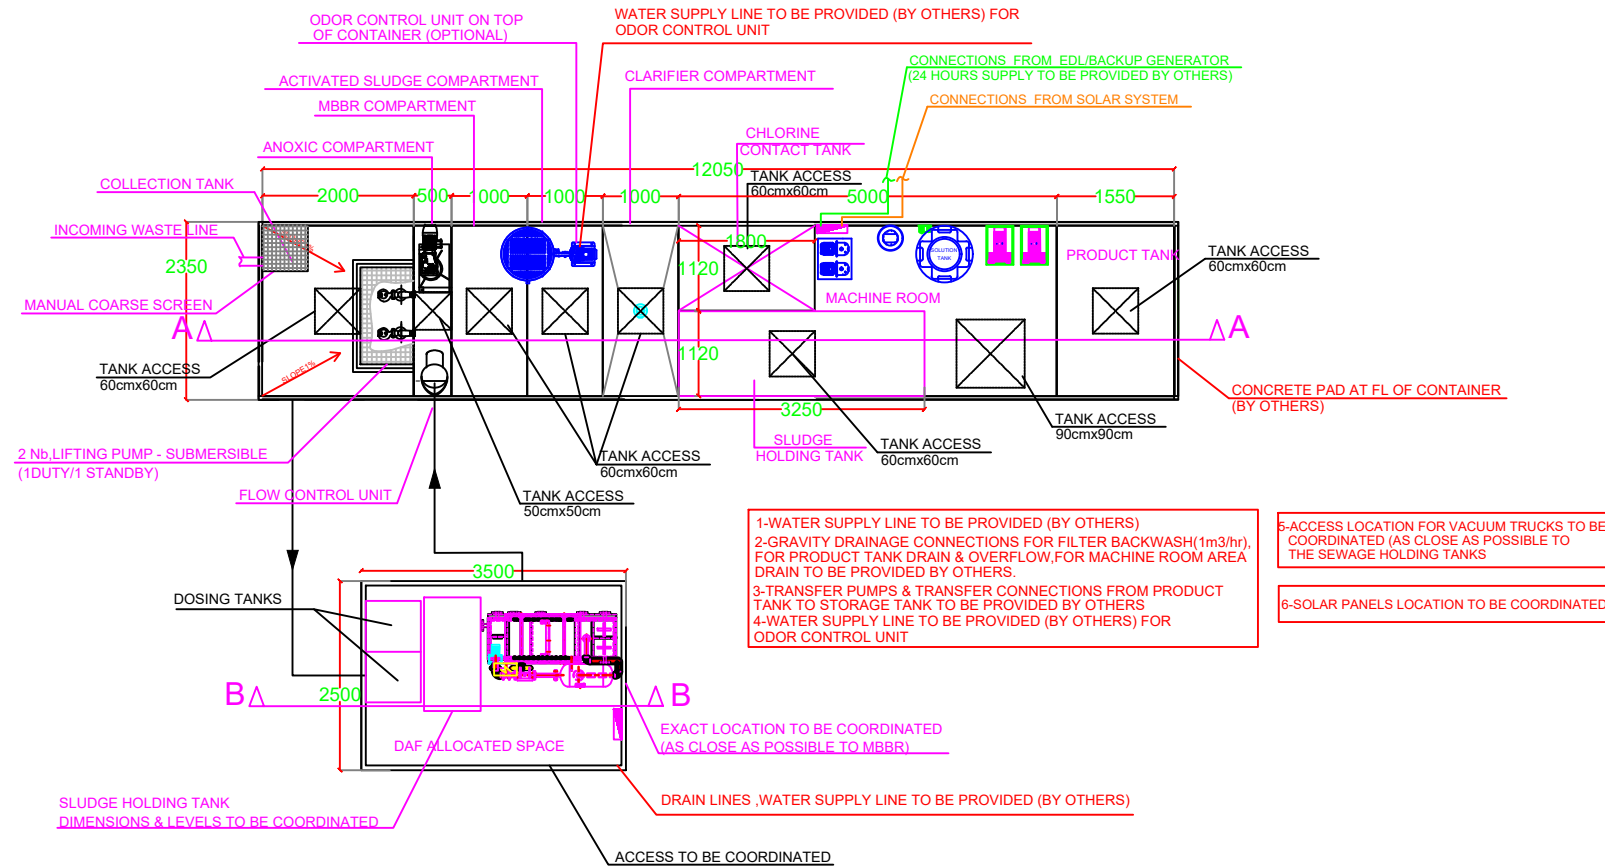 ODOR CONTROL UNIT ON TOP
OF CONTAINER (OPTIONAL)
WATER SUPPLY LINE TO BE PROVIDED (BY OTHERS) FOR
ODOR CONTROL UNIT
ACTIVATED SLUDGE COMPARTMENT
CLARIFIER COMPARTMENT
CONNECTIONS FROM EDL/BACKUP GENERATOR
(24 HOURS SUPPLY TO BE PROVIDED BY OTHERS)
MBBR COMPARTMENT
CONNECTIONS FROM SOLAR SYSTEM
ANOXIC COMPARTMENT
CHLORINE
CONTACT TANK
12050
COLLECTION TANK
TANK ACCESS
60cmx60cm
2000
500
1000
1000
1000
5000
1550
INCOMING WASTE LINE
2350
1800
1120
SOLUTION
TANK
PRODUCT TANK
TANK ACCESS
60cmx60cm
MANUAL COARSE SCREEN
MACHINE ROOM
A
A
1120
TANK ACCESS
60cmx60cm
SLOPE1%
3250
CONCRETE PAD AT FL OF CONTAINER
(BY OTHERS)
TANK ACCESS
90cmx90cm
2 Nb,LIFTING PUMP - SUBMERSIBLE
(1DUTY/1 STANDBY)
TANK ACCESS
60cmx60cm
SLUDGE
HOLDING TANK
TANK ACCESS
60cmx60cm
FLOW CONTROL UNIT
TANK ACCESS
50cmx50cm
1-WATER SUPPLY LINE TO BE PROVIDED (BY OTHERS)
2-GRAVITY DRAINAGE CONNECTIONS FOR FILTER BACKWASH(1m3/hr),
FOR PRODUCT TANK DRAIN & OVERFLOW,FOR MACHINE ROOM AREA
DRAIN TO BE PROVIDED BY OTHERS.
3-TRANSFER PUMPS & TRANSFER CONNECTIONS FROM PRODUCT
TANK TO STORAGE TANK TO BE PROVIDED BY OTHERS
4-WATER SUPPLY LINE TO BE PROVIDED (BY OTHERS) FOR
ODOR CONTROL UNIT
5-ACCESS LOCATION FOR VACUUM TRUCKS TO BE
COORDINATED (AS CLOSE AS POSSIBLE TO
THE SEWAGE HOLDING TANKS
6-SOLAR PANELS LOCATION TO BE COORDINATED
3500
DOSING TANKS
2500
B
B
DAF ALLOCATED SPACE
EXACT LOCATION TO BE COORDINATED
(AS CLOSE AS POSSIBLE TO MBBR)
SLUDGE HOLDING TANK
DIMENSIONS & LEVELS TO BE COORDINATED
DRAIN LINES ,WATER SUPPLY LINE TO BE PROVIDED (BY OTHERS)
ACCESS TO BE COORDINATED